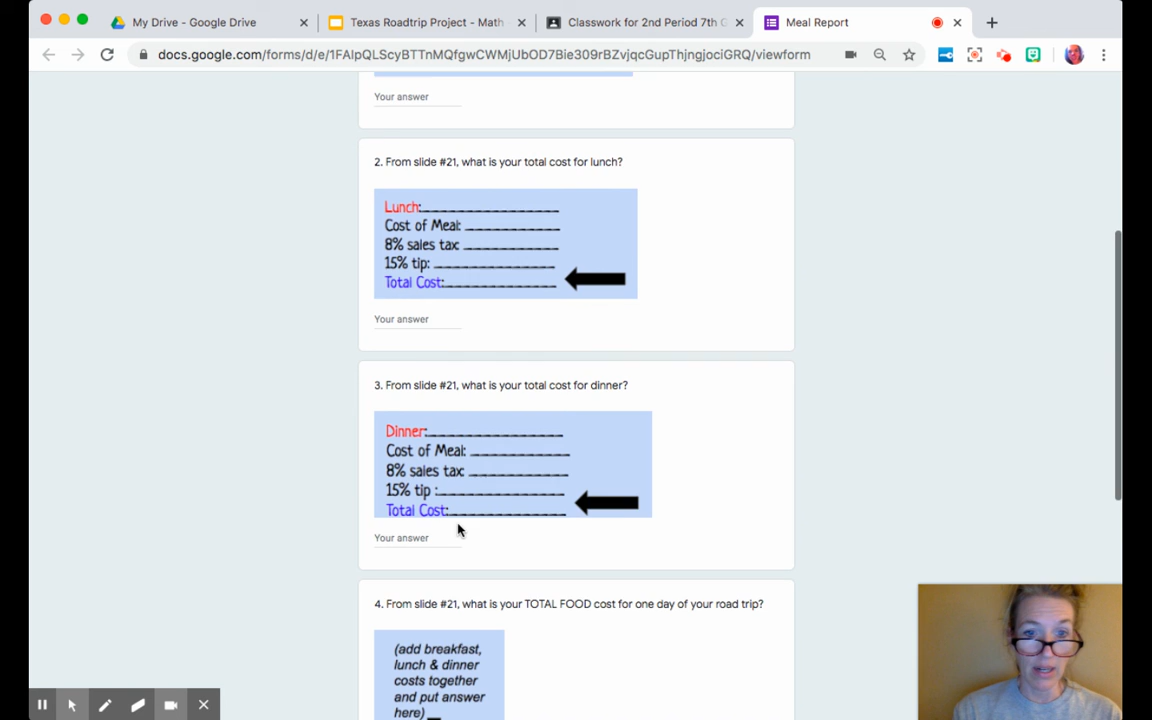 My Drive - Google Drive
Texas Roadtrip Project - Math
Classwork for 2nd Period 7th G
Meal Report
docs.google.com/forms/d/e/1FAIpQLScyBTTnMQfgwCWMjUbOD7Bie309rBZvjqcGupThjngjociGRQ/viewform
Your answer
2. From slide #21, what is your total cost for lunch?
Lunch:
Cost of Meal:
8% sales tax:
15% tip:
Total Cost:
Your answer
3. From slide #21, what is your total cost for dinner?
Dinner:
Cost of Meal:
8% sales tax:
15% tip :
Total Cost:
Your answer
4. From slide #21, what is your TOTAL FOOD cost for one day of your road trip?
(add breakfast,
lunch & dinner
costs together
and put answer
here)